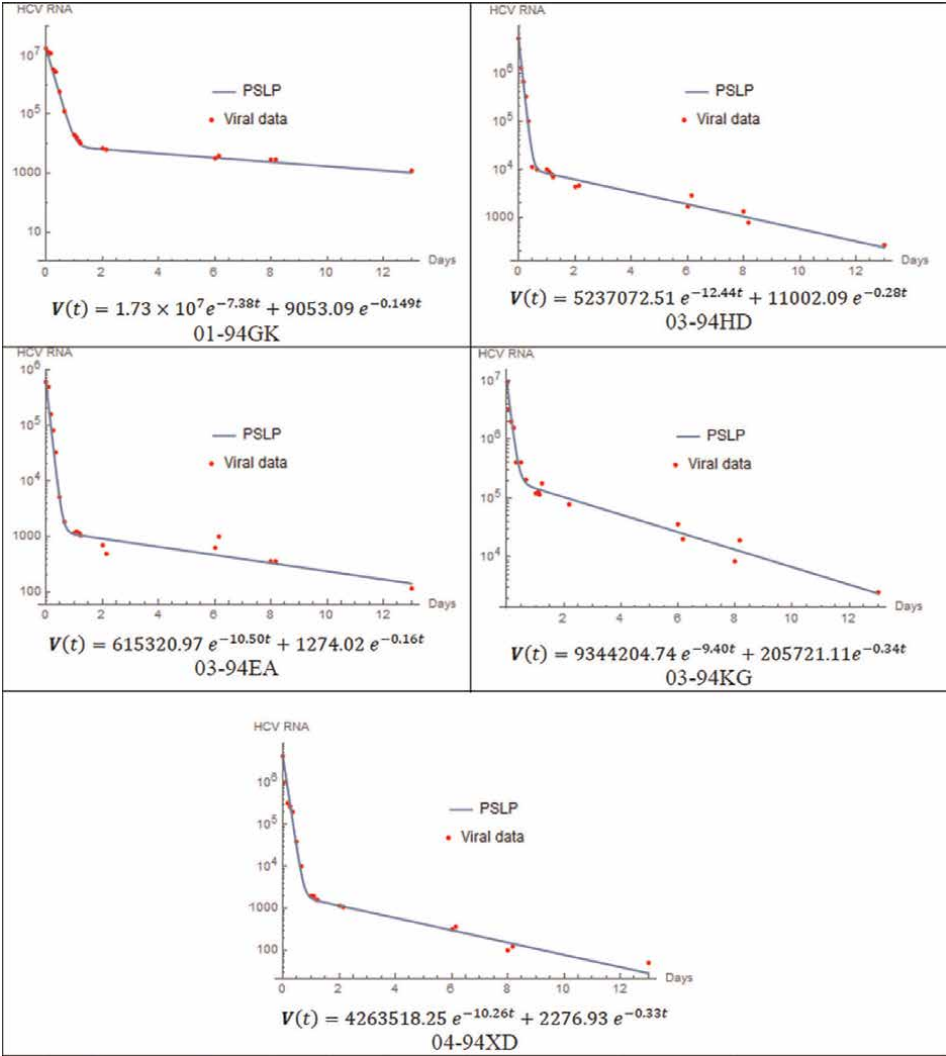 HCV RNA
10⁷
10⁵
1000
10
PSLP
Viral data
0 2 4 6 8 10 12
Days
𝑽(t) = 1.73 × 10⁷ e^{−7.38t} + 9053.09 e^{−0.149t}
01-94GK
HCV RNA
10⁶
10⁵
10⁴
1000
PSLP
Viral data
0 2 4 6 8 10 12
Days
𝑽(t) = 5237072.51 e^{−12.44t} + 11002.09 e^{−0.28t}
03-94HD
HCV RNA
10⁶
10⁵
10⁴
1000
100
PSLP
Viral data
0 2 4 6 8 10 12
Days
𝑽(t) = 615320.97 e^{−10.50t} + 1274.02 e^{−0.16t}
03-94EA
HCV RNA
10⁷
10⁶
10⁵
10⁴
PSLP
Viral data
2 4 6 8 10 12
Days
𝑽(t) = 9344204.74 e^{−9.40t} + 205721.11e^{−0.34t}
03-94KG
HCV RNA
10⁶
10⁵
10⁴
1000
100
PSLP
Viral data
0 2 4 6 8 10 12
Days
𝑽(t) = 4263518.25 e^{−10.26t} + 2276.93 e^{−0.33t}
04-94XD